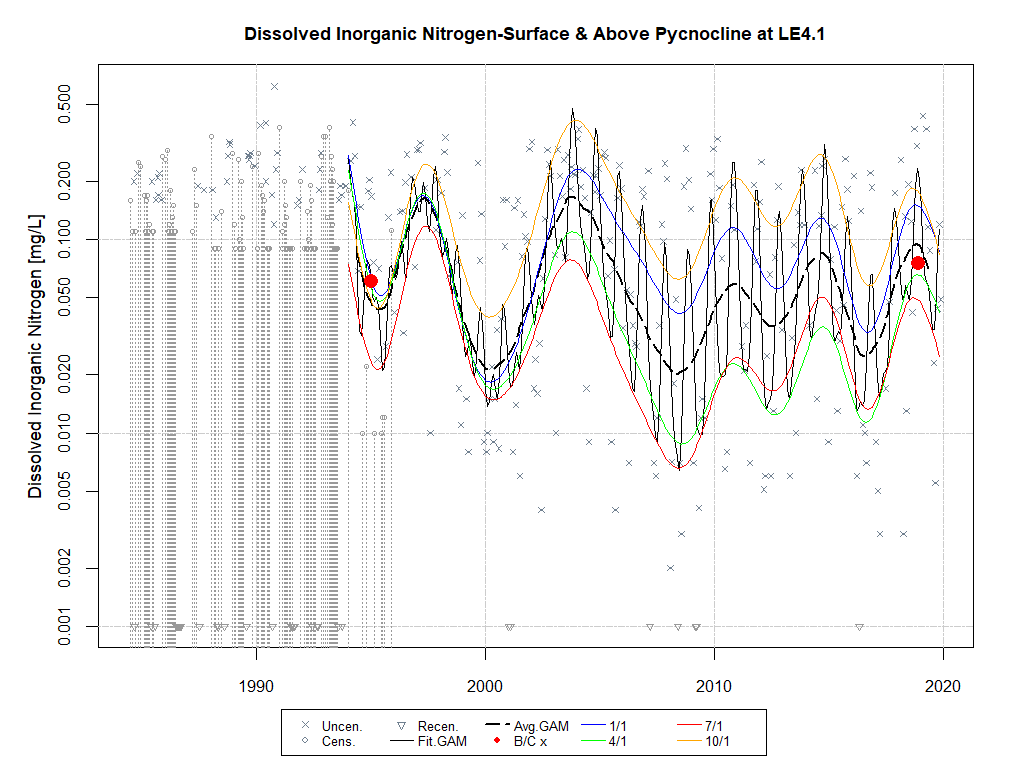 Dissolved Inorganic Nitrogen-Surface & Above Pycnocline at LE4.1
Dissolved Inorganic Nitrogen [mg/L]
0.500
0.200
0.100
0.050
0.020
0.010
0.005
0.002
0.001
1990 2000 2010 2020
Uncen. Recen. Avg.GAM 1/1 7/1
Cens. Fit.GAM B/C x 4/1 10/1